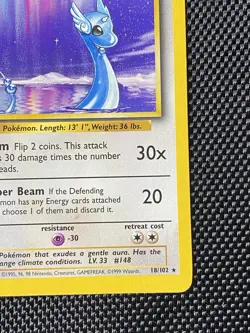 Pokémon. Length: 13' 1", Weight: 36 lbs.
m Flip 2 coins. This attack
x 30 damage times the number 30x
eads.
per Beam If the Defending
mon has any Energy cards attached 20
choose 1 of them and discard it.
resistance retreat cost
-30
Pokémon that exudes a gentle aura. Has the
hange climate conditions. LV. 33 #148
©1995, 96, 98 Nintendo, Creatures, GAMEFREAK. ©1999 Wizards. 18/102 ★